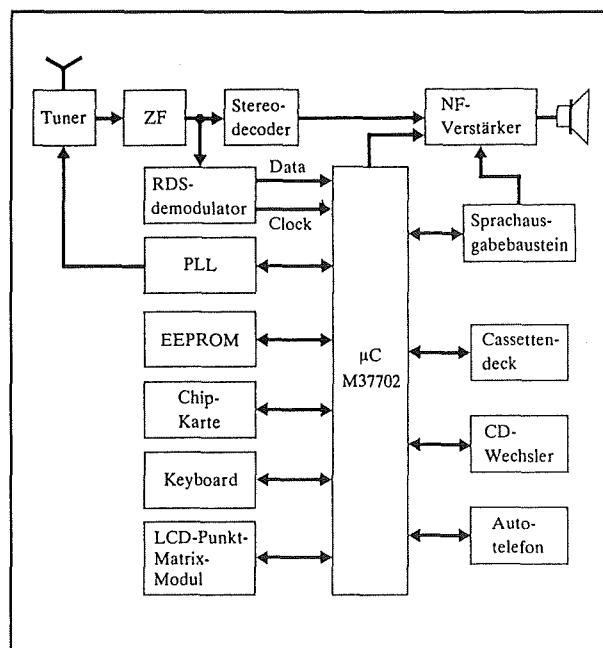 Tuner
ZF
Stereo-
decoder
NF-
Verstärker
RDS-
demodulator
Data
Clock
Sprachaus-
gabebaustein
PLL
EEPROM
µC
M37702
Cassetten-
deck
Chip-
Karte
CD-
Wechsler
Keyboard
LCD-Punkt-
Matrix-
Modul
Auto-
telefon